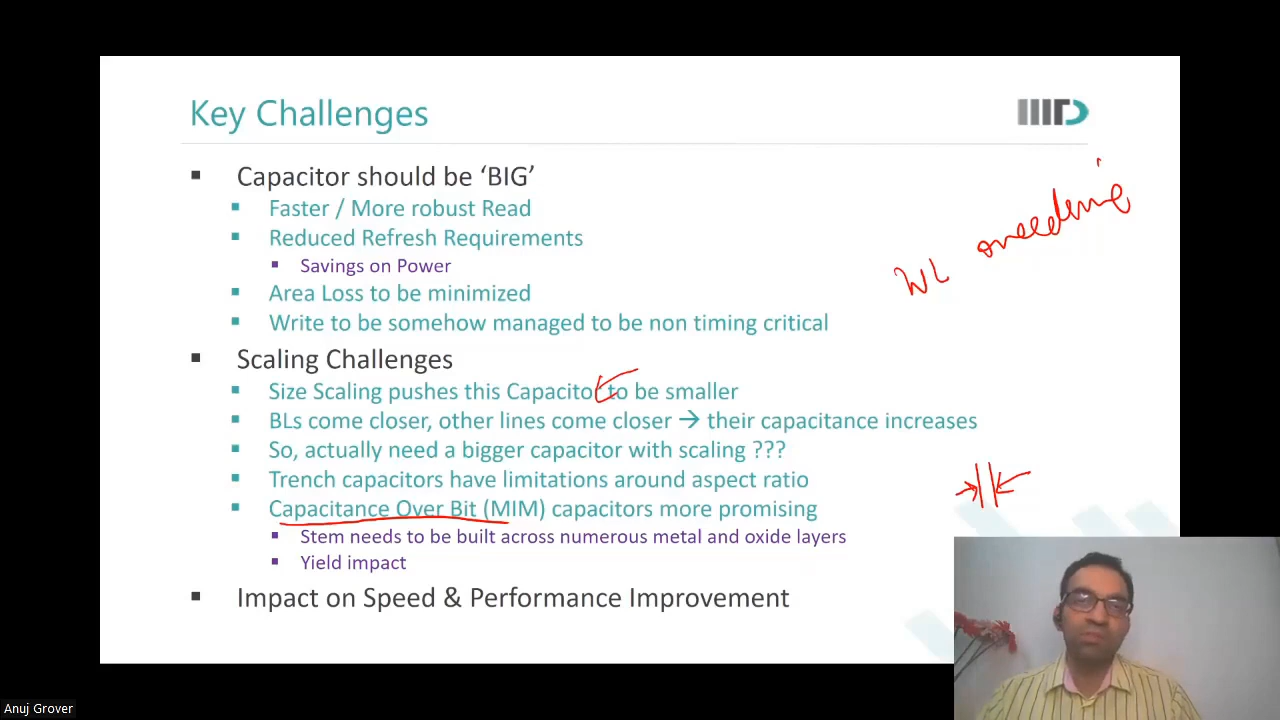 Key Challenges
IIITD
▪ Capacitor should be ‘BIG’
▪ Faster / More robust Read
▪ Reduced Refresh Requirements
▪ Savings on Power
▪ Area Loss to be minimized
▪ Write to be somehow managed to be non timing critical
WL
▪ Scaling Challenges
▪ Size Scaling pushes this Capacitor to be smaller
▪ BLs come closer, other lines come closer → their capacitance increases
▪ So, actually need a bigger capacitor with scaling ???
▪ Trench capacitors have limitations around aspect ratio
▪ Capacitance Over Bit (MIM) capacitors more promising
▪ Stem needs to be built across numerous metal and oxide layers
▪ Yield impact
▪ Impact on Speed & Performance Improvement
Anuj Grover